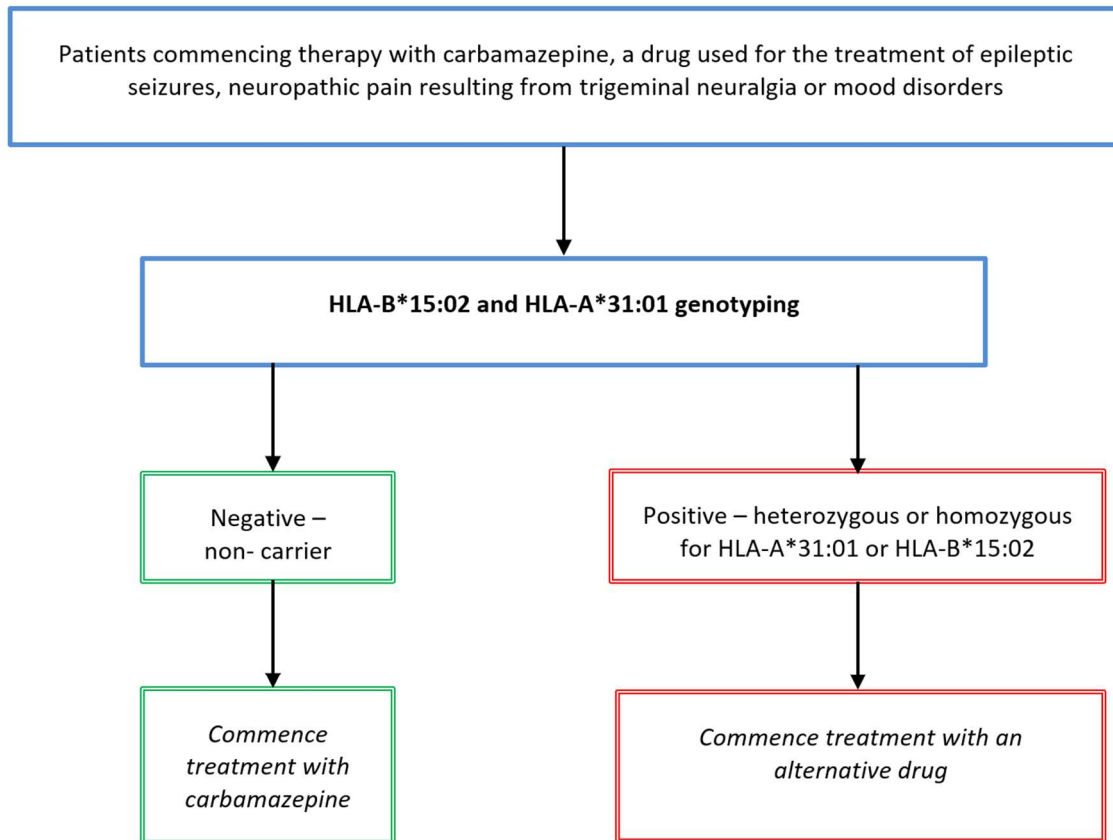 Patients commencing therapy with carbamazepine, a drug used for the treatment of epileptic
seizures, neuropathic pain resulting from trigeminal neuralgia or mood disorders
HLA-B*15:02 and HLA-A*31:01 genotyping
Negative –
non- carrier
Positive – heterozygous or homozygous
for HLA-A*31:01 or HLA-B*15:02
Commence
treatment with
carbamazepine
Commence treatment with an
alternative drug